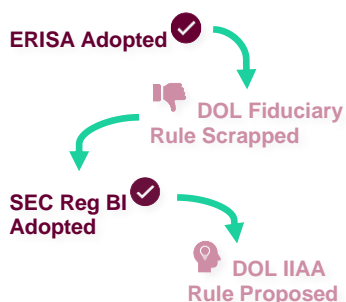 ERISA Adopted
DOL Fiduciary
Rule Scrapped
SEC Reg BI
Adopted
DOL IIAA
Rule Proposed